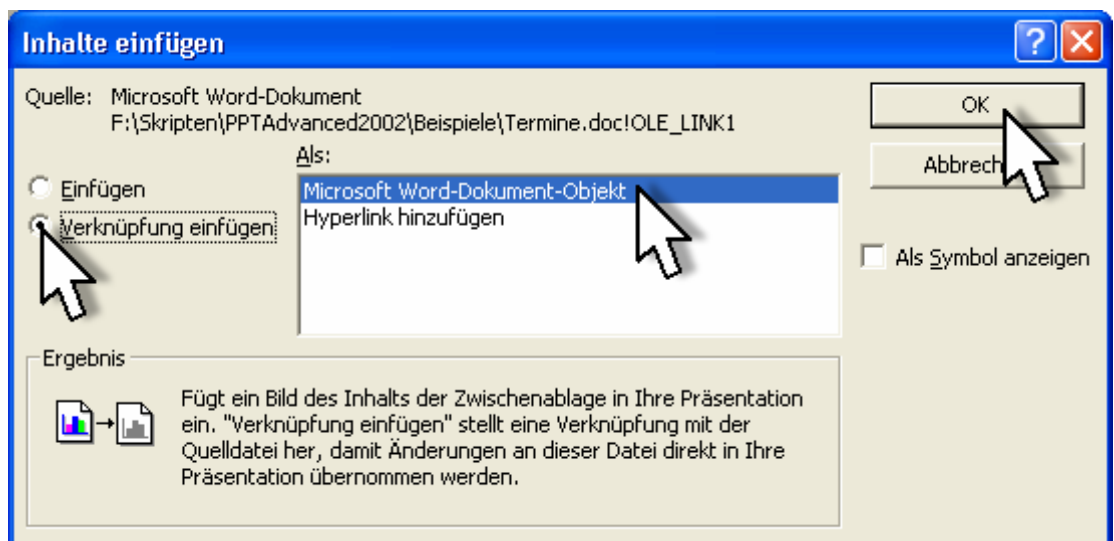 Inhalte einfügen
Quelle: Microsoft Word-Dokument
F:\Skripten\PPTAdvanced2002\Beispiele\Termine.doc!OLE_LINK1
OK
Als:
Abbrech
Einfügen
Microsoft Word-Dokument-Objekt
Verknüpfung einfügen
Hyperlink hinzufügen
Als Symbol anzeigen
Ergebnis
Fügt ein Bild des Inhalts der Zwischenablage in Ihre Präsentation
ein. "Verknüpfung einfügen" stellt eine Verknüpfung mit der
Quelldatei her, damit Änderungen an dieser Datei direkt in Ihre
Präsentation übernommen werden.